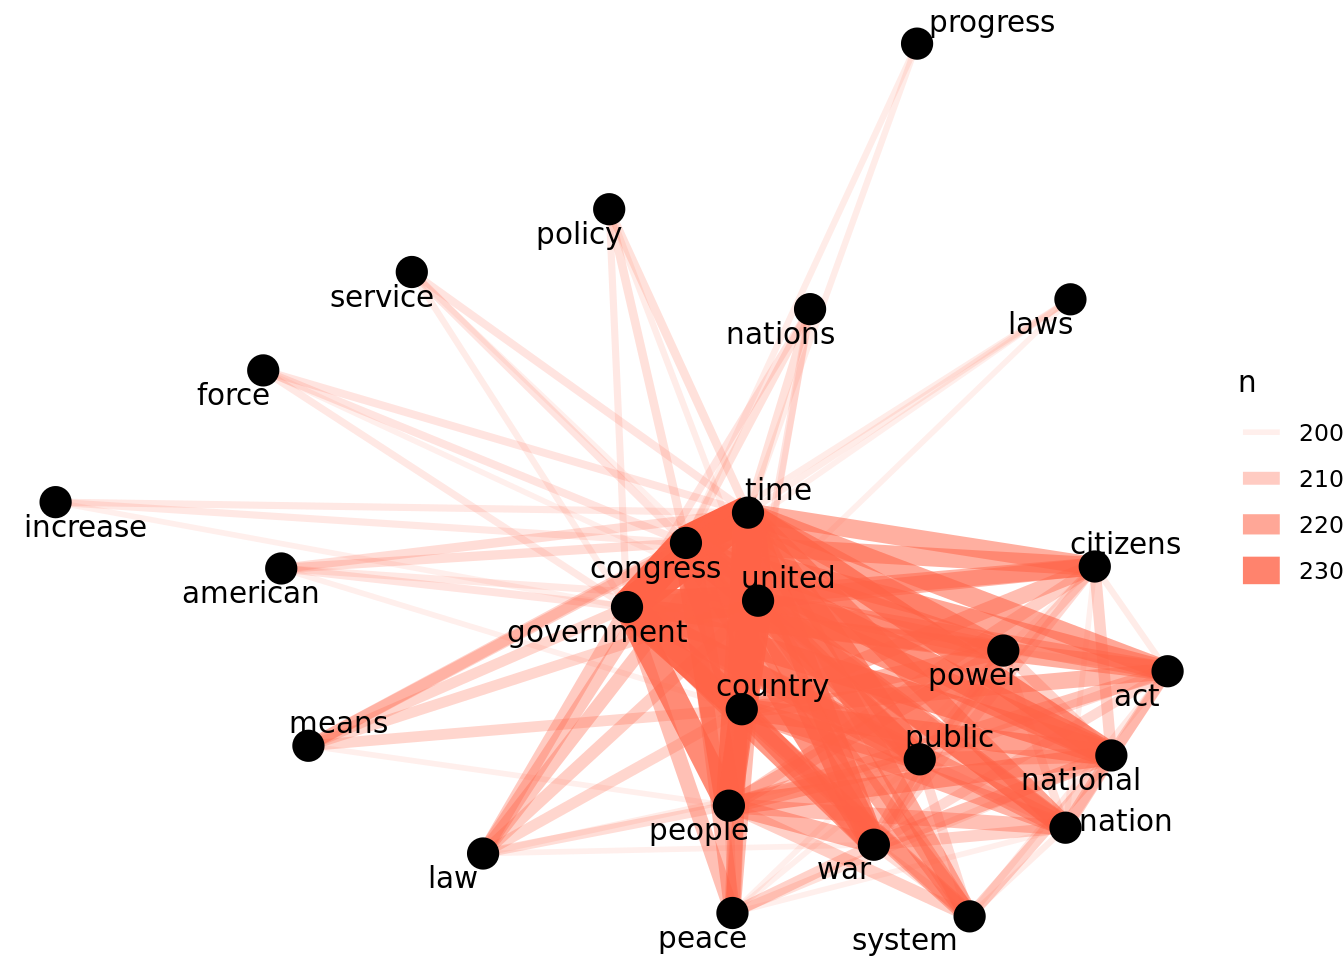 progress
policy
service
nations
laws
n
force
200
210
time
220
increase
citizens
congress
230
united
american
government
power
country
act
means
public
national
nation
people
war
law
peace
system